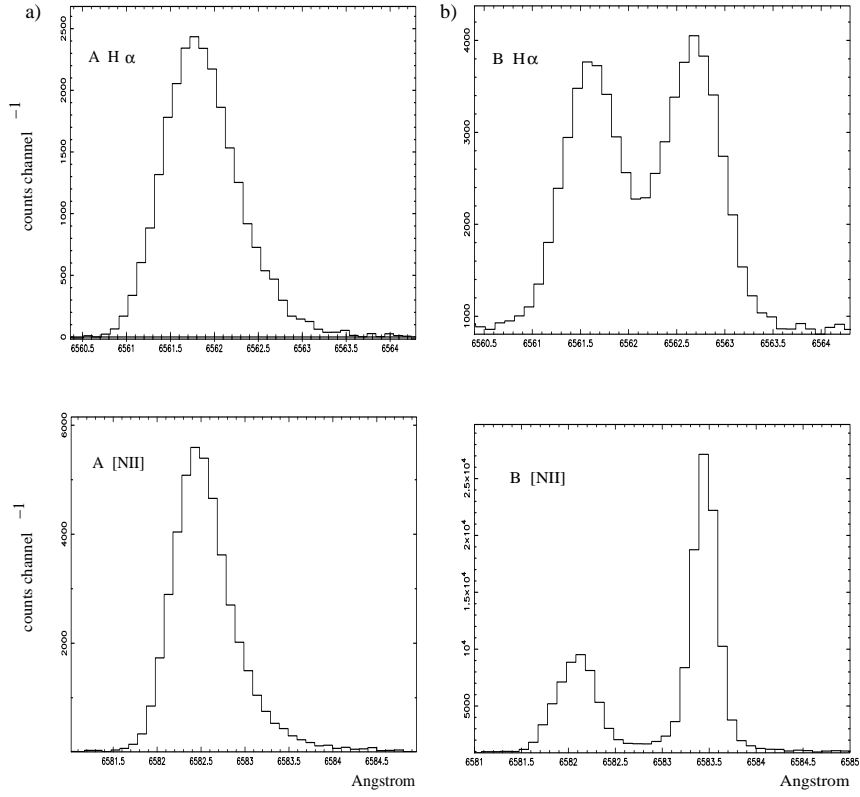 a)
A H α
counts channel −1
2500
2000
1500
1000
500
0
6560.5 6561 6561.5 6562 6562.5 6563 6563.5 6564
b)
B Hα
4000
3000
2000
1000
6560.5 6561 6561.5 6562 6562.5 6563 6563.5 6564
A [NII]
counts channel −1
6000
4000
2000
6581.5 6582 6582.5 6583 6583.5 6584 6584.5
Angstrom
B [NII]
2.5×10⁴
2×10⁴
1.5×10⁴
10⁴
5000
6581 6581.5 6582 6582.5 6583 6583.5 6584 6584.5 6585
Angstrom